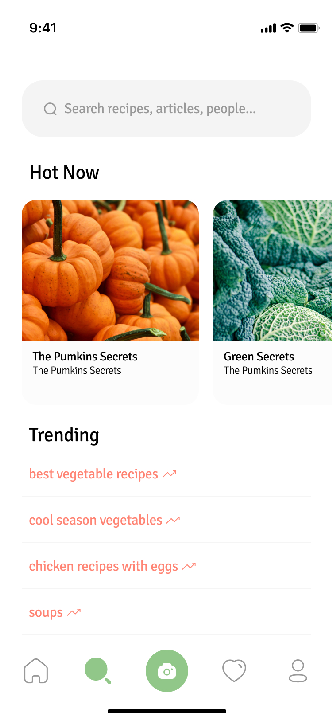 9:41
Search recipes, articles, people...
Hot Now
The Pumkins Secrets
The Pumkins Secrets
Green Secrets
The Pumkins Secrets
Trending
best vegetable recipes
cool season vegetables
chicken recipes with eggs
soups